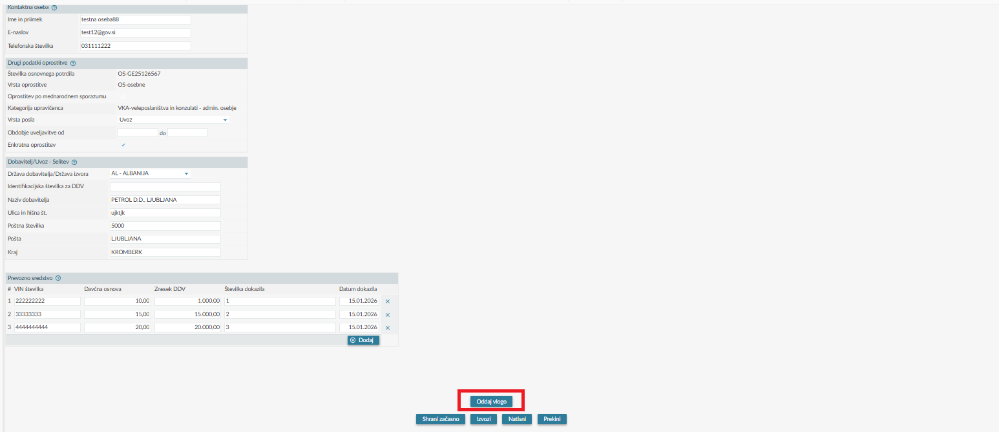 Kontaktna oseba
Ime in priimek testna oseba88
E-naslov test12@gov.si
Telefonska številka 031111222
Drugi podatki oprostitve
Številka osnovnega potrdila OS-GE25126567
Vrsta oprostitve OS-osebne
Oprostitev po mednarodnem sporazumu
Kategorija upravičenca VKA-veleposlaništva in konzulati - admin. osebje
Vrsta posla Uvoz
Obdobje uveljavitve od do
Enkratna oprostitev
Dobavitelj/Uvoz - Selitev
Država dobavitelja/Država izvora AL - ALBANIJA
Identifikacijska številka za DDV
Naziv dobavitelja PETROL D.D., LJUBLJANA
Ulica in hišna št. ujktjk
Poštna številka 5000
Pošta LJUBLJANA
Kraj KROMBERK
Prevozno sredstvo
# VIN številka Davčna osnova Znesek DDV Številka dokazila Datum dokazila
1 222222222 10,00 1.000,00 1 15.01.2026
2 33333333 15,00 15.000,00 2 15.01.2026
3 4444444444 20,00 20.000,00 3 15.01.2026
Dodaj
Oddaj vlogo
Shrani začasno Izvozi Natisni Prekini